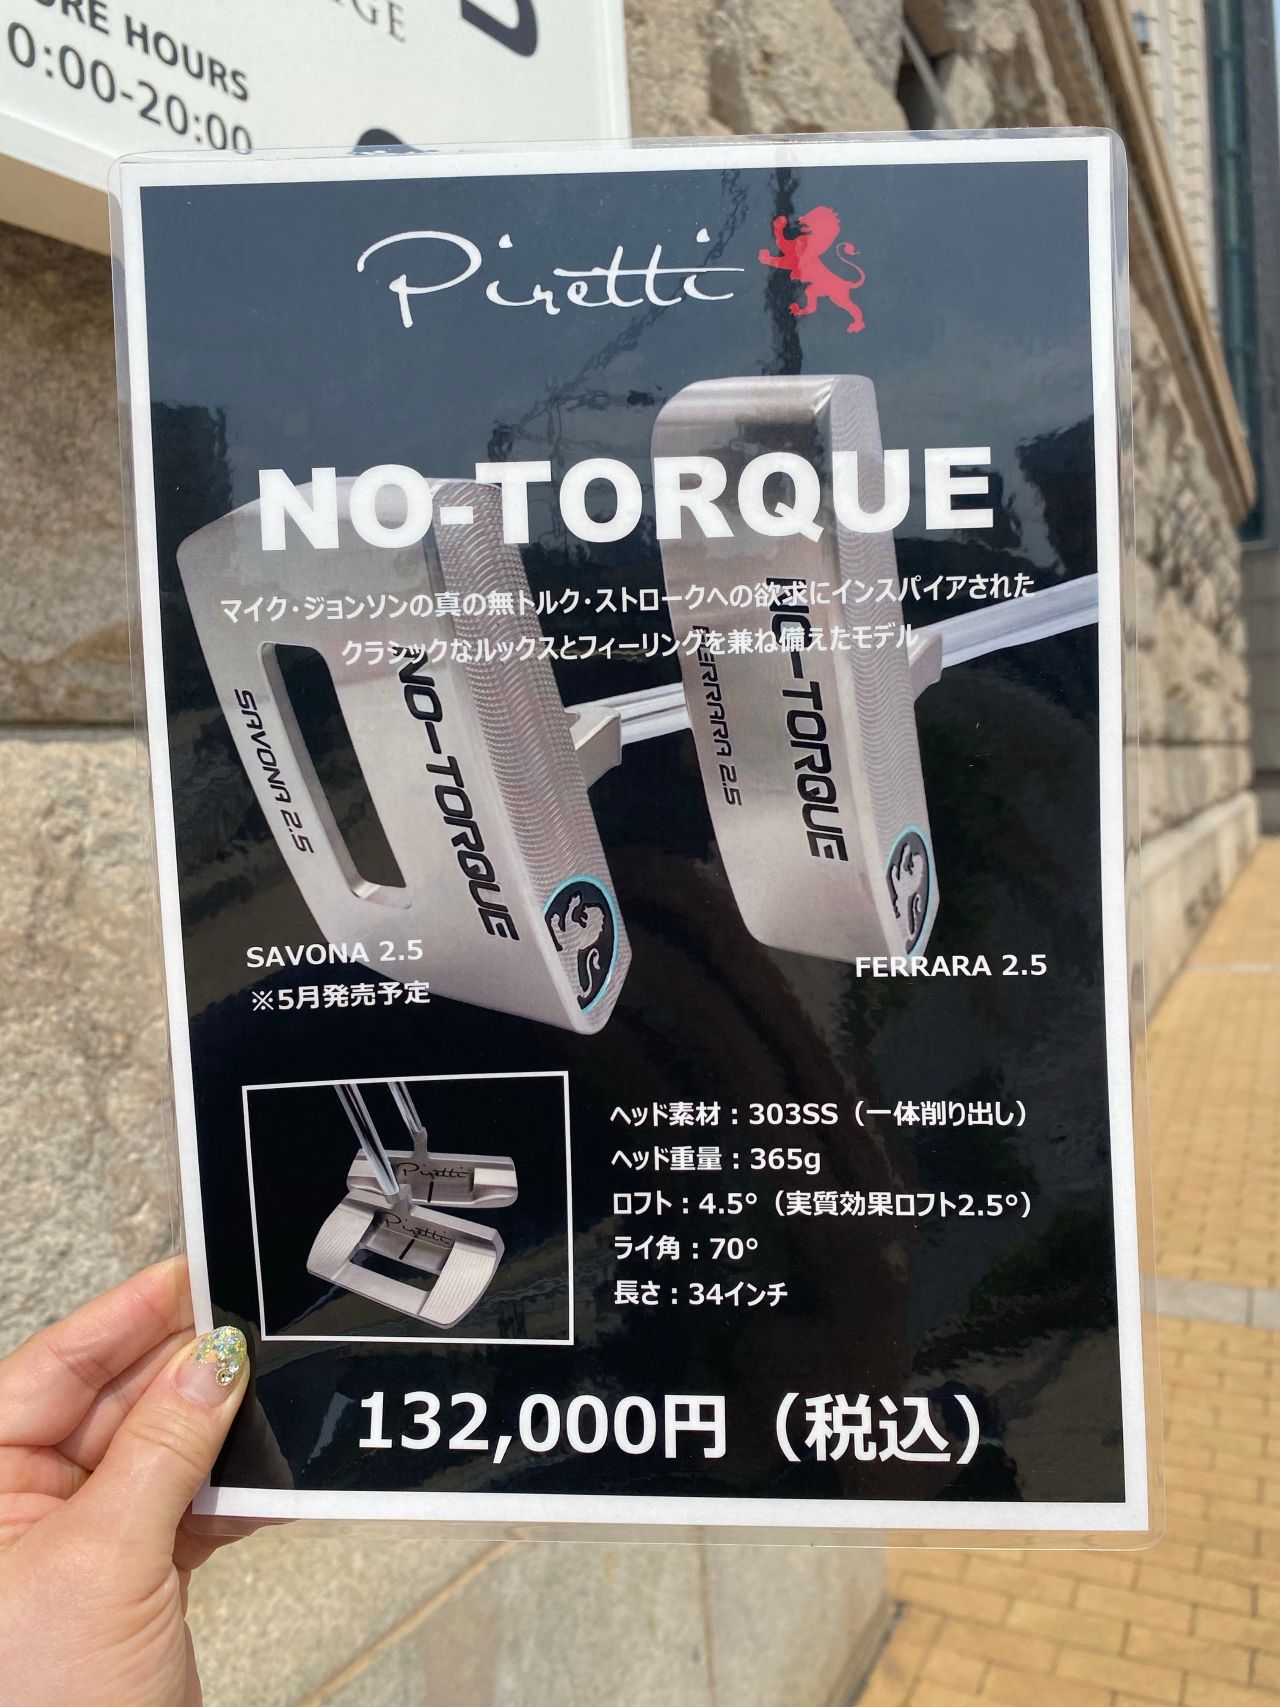 HOURS
0:00-20:00
Piretti
NO-TORQUE
マイク・ジョンソンの真の無トルク・ストロークへの欲求にインスパイアされた
クラシックなルックスとフィーリングを兼ね備えたモデル
NO-TORQUE
SAVONA 2.5
NO-TORQUE
FERRARA 2.5
SAVONA 2.5
※5月発売予定
FERRARA 2.5
Piretti
Piretti
ヘッド素材：303SS（一体削り出し）
ヘッド重量：365g
ロフト：4.5°（実質効果ロフト2.5°）
ライ角：70°
長さ：34インチ
132,000円（税込）